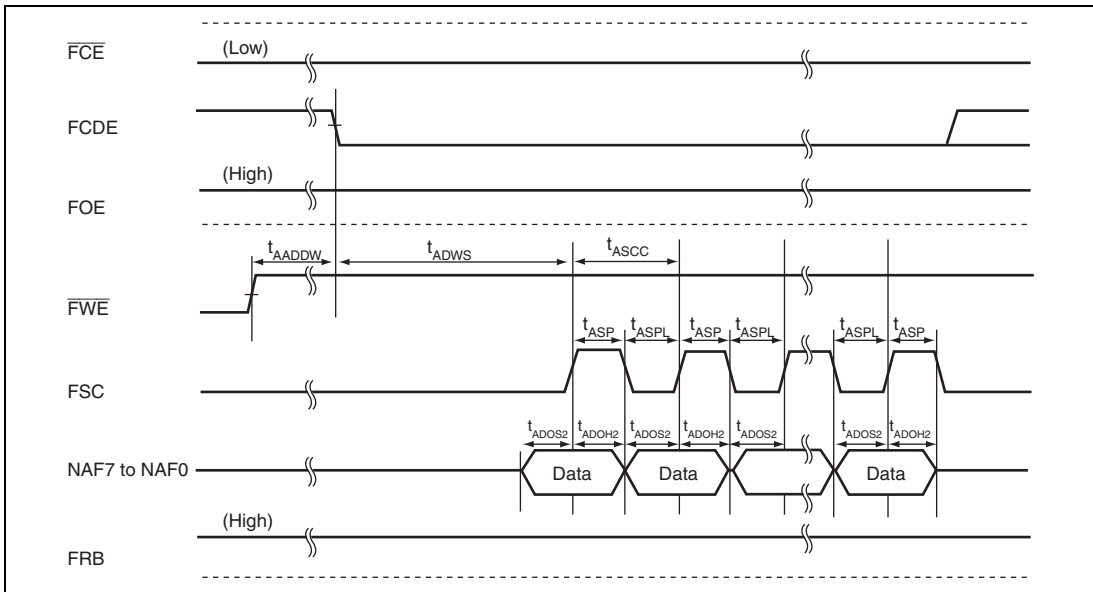 FCE (Low)
FCDE
(High)
FOE
tAADDW tADWS tASCC
FWE
tASP tASPL tASP tASPL tASPL tASP
FSC
tADOS2 tADOH2 tADOS2 tADOH2 tADOS2 tADOS2 tADOH2
NAF7 to NAF0 Data Data Data
(High)
FRB